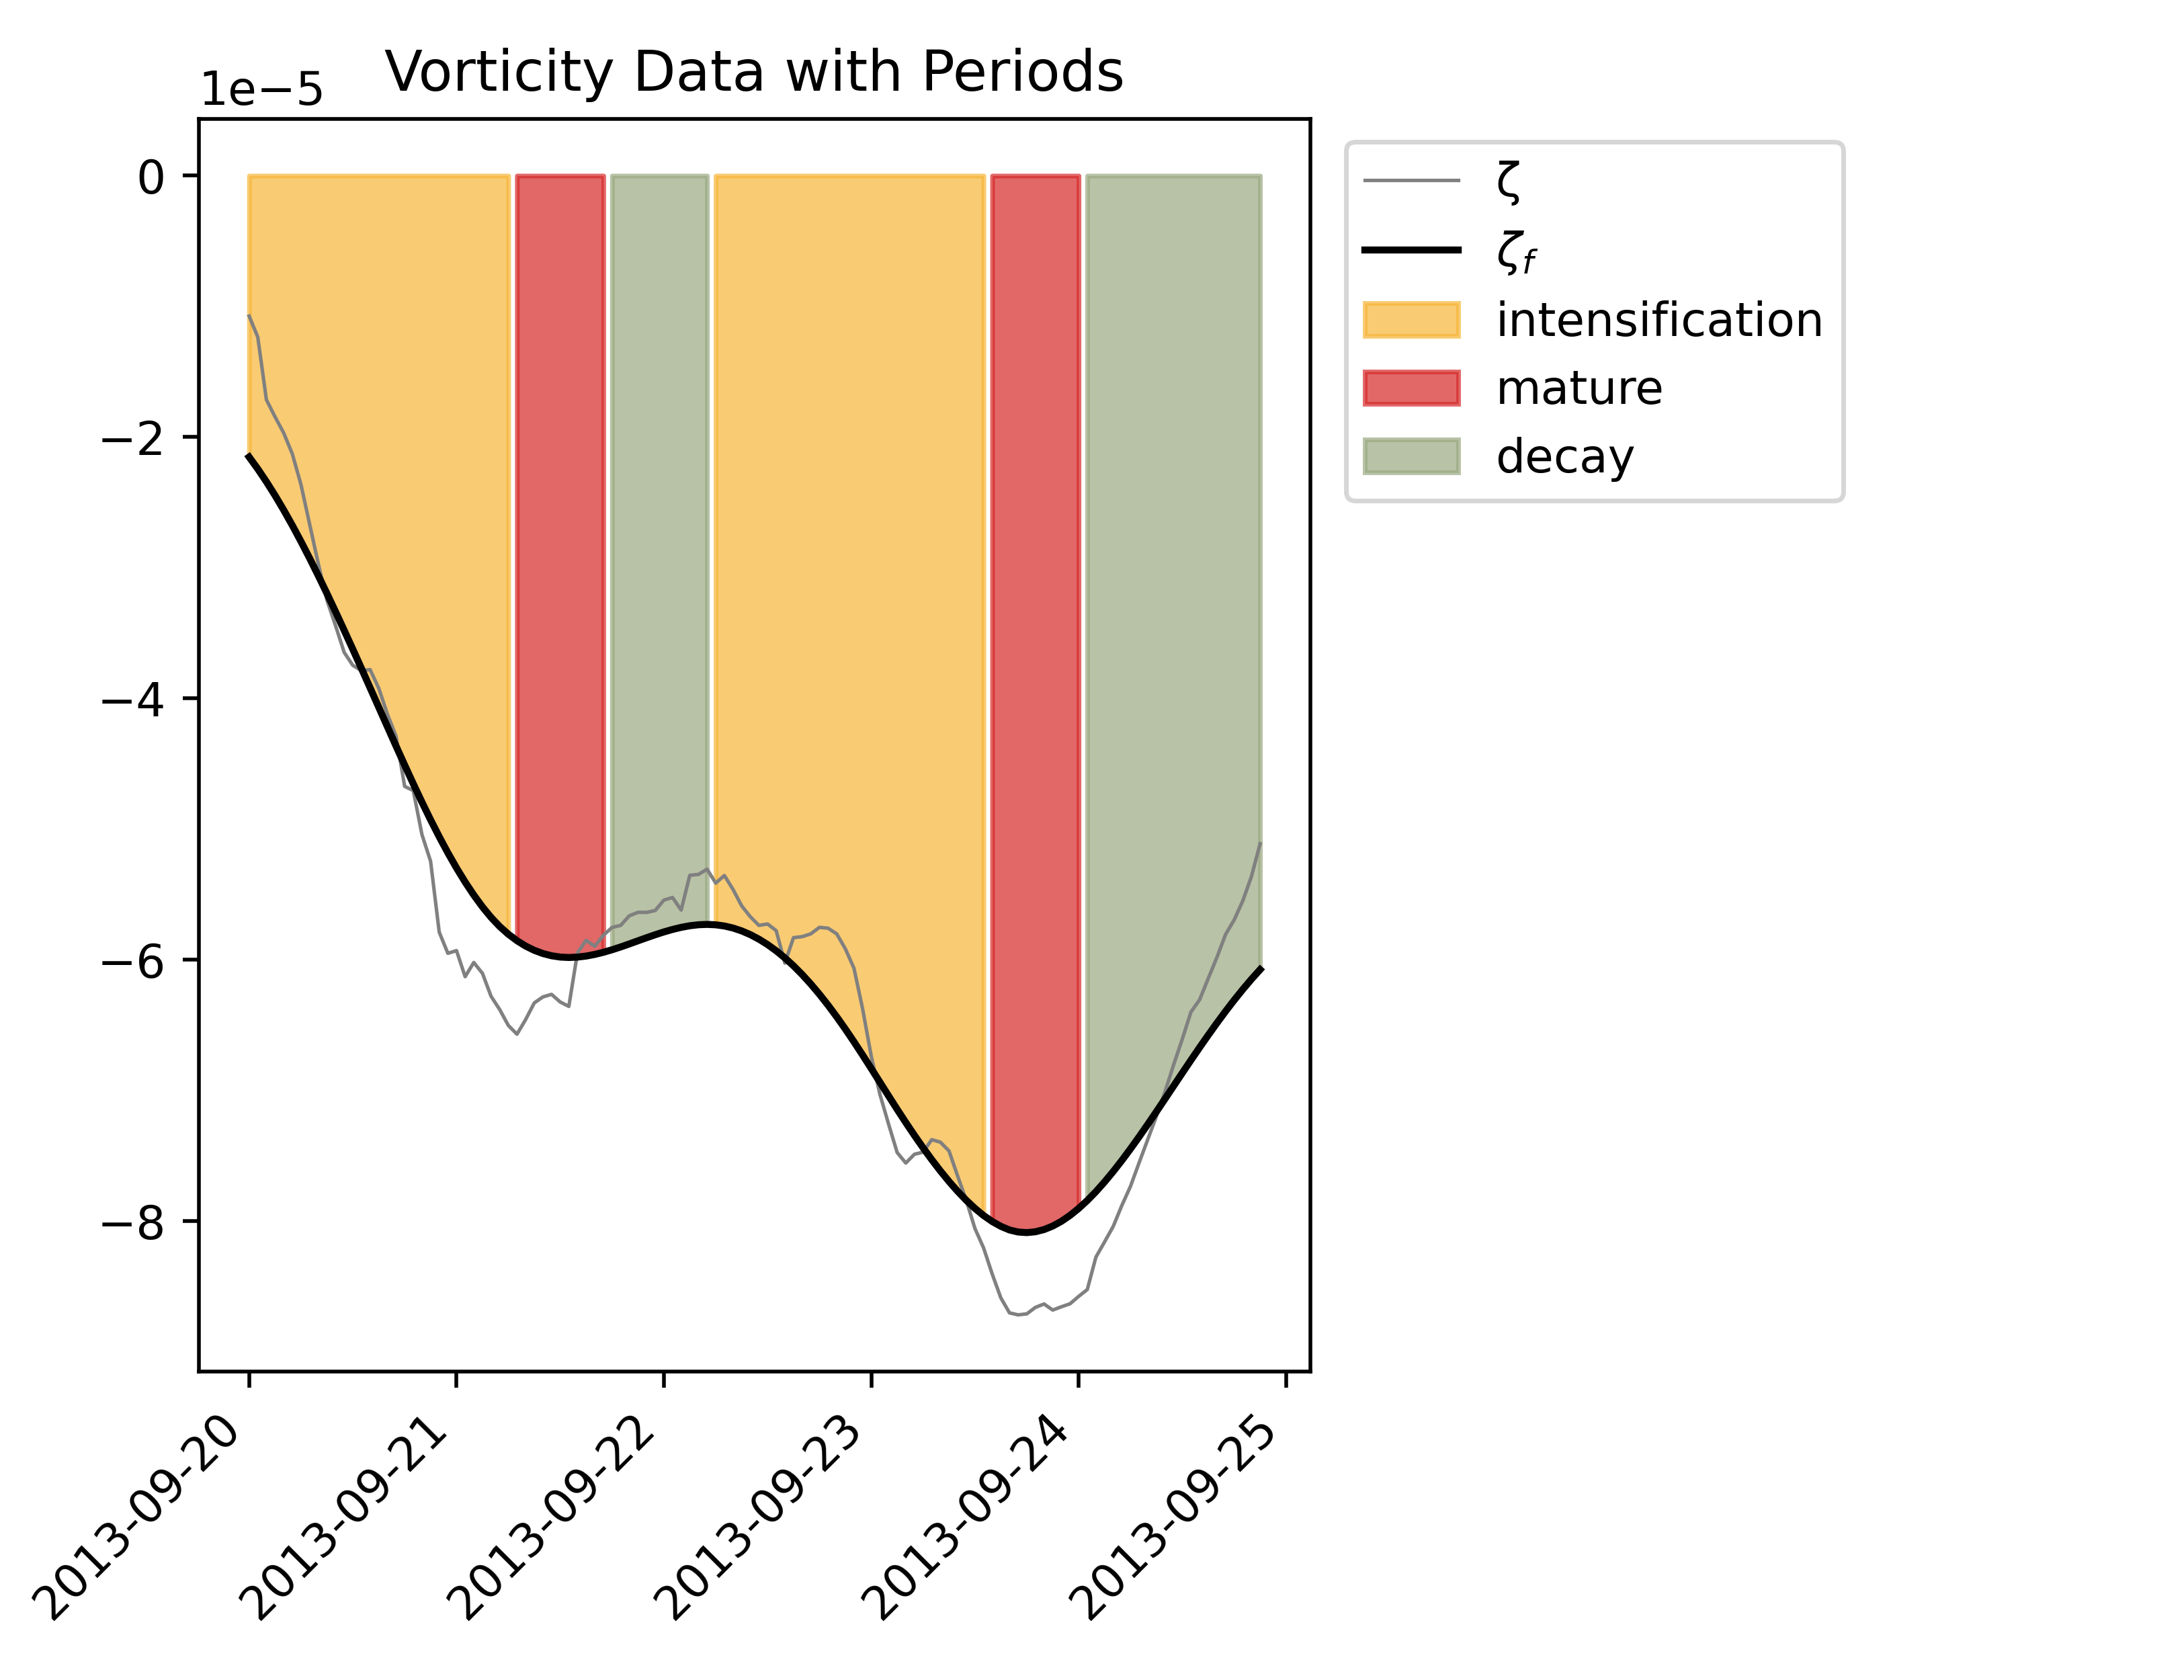 Vorticity Data with Periods
1e−5
0
−2
−4
−6
−8
2013-09-20
2013-09-21
2013-09-22
2013-09-23
2013-09-24
2013-09-25
ζ
ζf
intensification
mature
decay